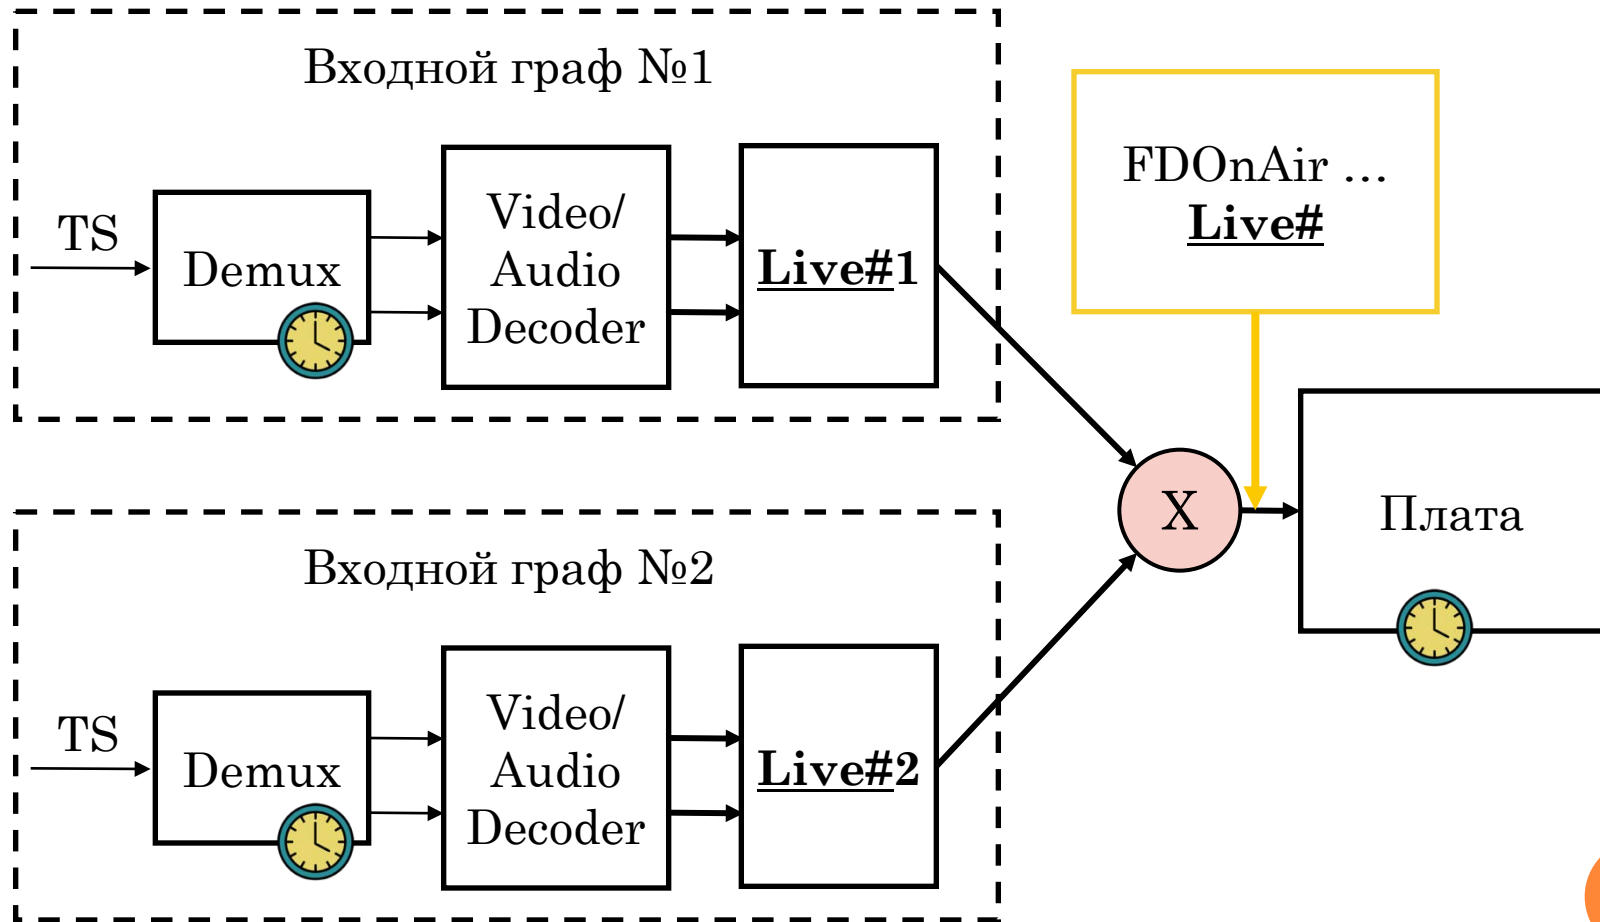 Входной граф №1
TS
Demux
Video/
Audio
Decoder
Live#1
FDOnAir ...
Live#
X
Плата
Входной граф №2
TS
Demux
Video/
Audio
Decoder
Live#2